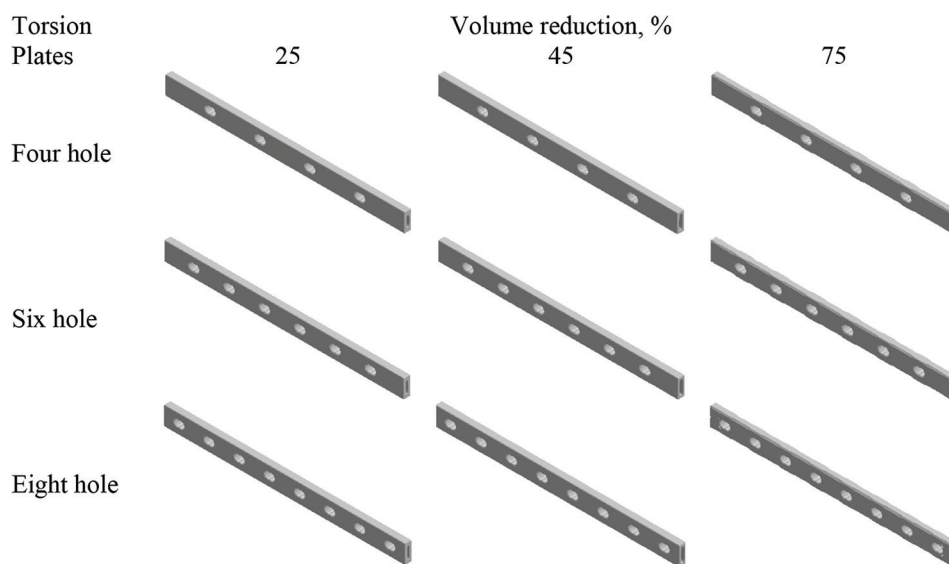 Torsion Volume reduction, %
Plates 25 45 75
Four hole
Six hole
Eight hole